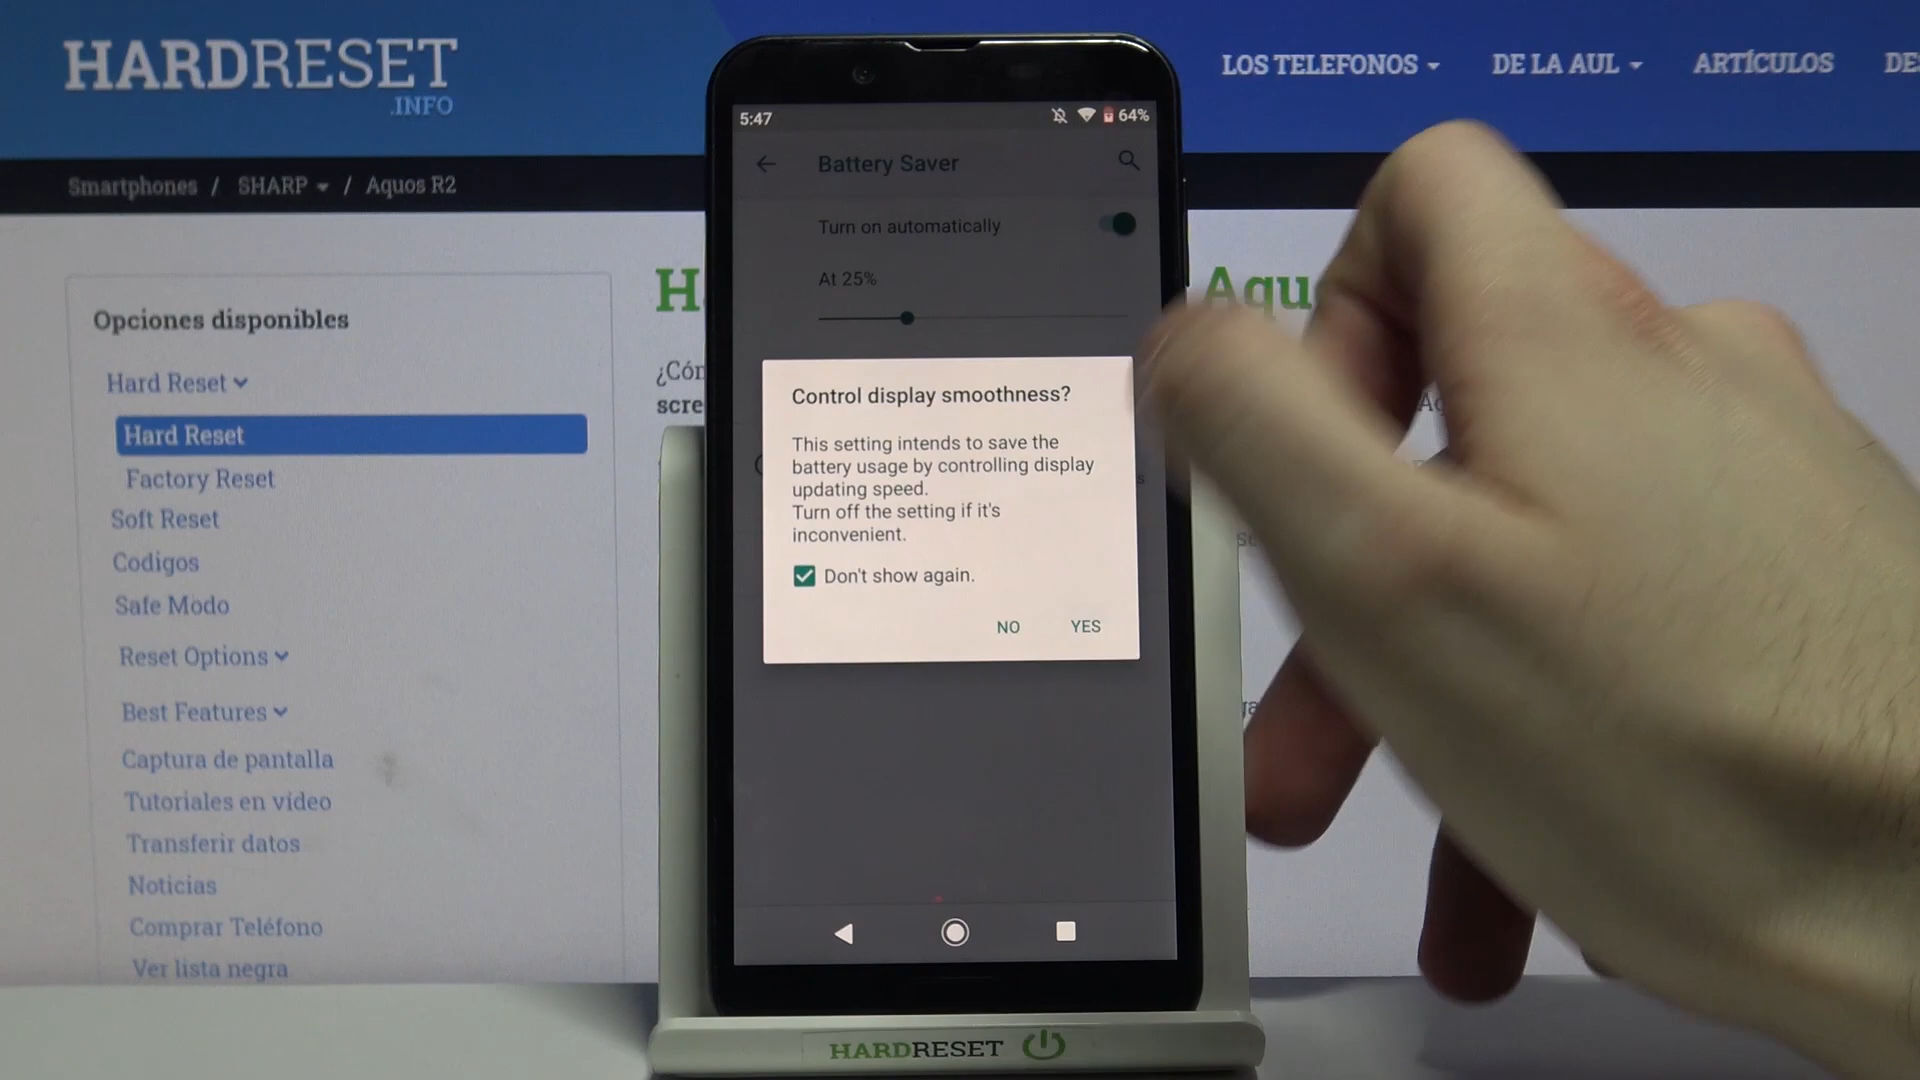 HARDRESET
.INFO
LOS TELEFONOS
DE LA AUL
ARTÍCULOS
Smartphones / SHARP / Aquos R2
Opciones disponibles
Hard Reset
Hard Reset
Factory Reset
Soft Reset
Codigos
Safe Modo
Reset Options
Best Features
Captura de pantalla
Tutoriales en vídeo
Transferir datos
Noticias
Comprar Teléfono
Ver lista negra
5:47
64%
Battery Saver
Turn on automatically
At 25%
Control display smoothness?
This setting intends to save the
battery usage by controlling display
updating speed.
Turn off the setting if it's
inconvenient.
Don't show again.
NO YES
HARDRESET